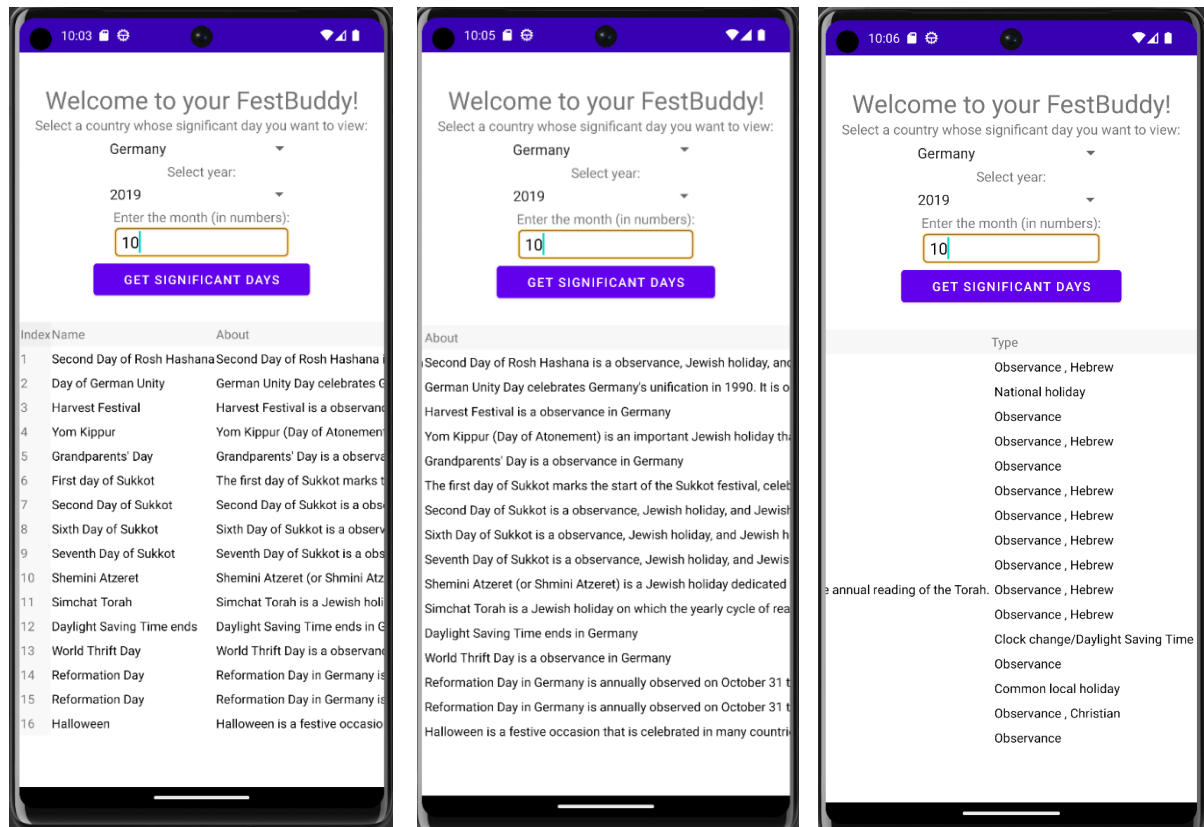 10:03
Welcome to your FestBuddy!
Select a country whose significant day you want to view:
Germany
Select year:
2019
Enter the month (in numbers):
10
GET SIGNIFICANT DAYS
Index Name About
1 Second Day of Rosh Hashana Second Day of Rosh Hashana i
2 Day of German Unity German Unity Day celebrates G
3 Harvest Festival Harvest Festival is a observanc
4 Yom Kippur Yom Kippur (Day of Atonemen
5 Grandparents' Day Grandparents' Day is a observa
6 First day of Sukkot The first day of Sukkot marks t
7 Second Day of Sukkot Second Day of Sukkot is a obs
8 Sixth Day of Sukkot Sixth Day of Sukkot is a observ
9 Seventh Day of Sukkot Seventh Day of Sukkot is a obs
10 Shemini Atzeret Shemini Atzeret (or Shmini Atz
11 Simchat Torah Simchat Torah is a Jewish holi
12 Daylight Saving Time ends Daylight Saving Time ends in G
13 World Thrift Day World Thrift Day is a observanc
14 Reformation Day Reformation Day in Germany is
15 Reformation Day Reformation Day in Germany is
16 Halloween Halloween is a festive occasio
10:05
Welcome to your FestBuddy!
Select a country whose significant day you want to view:
Germany
Select year:
2019
Enter the month (in numbers):
10
GET SIGNIFICANT DAYS
About
Second Day of Rosh Hashana is a observance, Jewish holiday, and
German Unity Day celebrates Germany's unification in 1990. It is o
Harvest Festival is a observance in Germany
Yom Kippur (Day of Atonement) is an important Jewish holiday tha
Grandparents' Day is a observance in Germany
The first day of Sukkot marks the start of the Sukkot festival, celeb
Second Day of Sukkot is a observance, Jewish holiday, and Jewish
Sixth Day of Sukkot is a observance, Jewish holiday, and Jewish h
Seventh Day of Sukkot is a observance, Jewish holiday, and Jewis
Shemini Atzeret (or Shmini Atzeret) is a Jewish holiday dedicated
Simchat Torah is a Jewish holiday on which the yearly cycle of rea
Daylight Saving Time ends in Germany
World Thrift Day is a observance in Germany
Reformation Day in Germany is annually observed on October 31 t
Reformation Day in Germany is annually observed on October 31 t
Halloween is a festive occasion that is celebrated in many countri
10:06
Welcome to your FestBuddy!
Select a country whose significant day you want to view:
Germany
Select year:
2019
Enter the month (in numbers):
10
GET SIGNIFICANT DAYS
Type
Observance , Hebrew
National holiday
Observance
Observance , Hebrew
Observance
Observance , Hebrew
Observance , Hebrew
Observance , Hebrew
Observance , Hebrew
e annual reading of the Torah. Observance , Hebrew
Observance , Hebrew
Clock change/Daylight Saving Time
Observance
Common local holiday
Observance , Christian
Observance